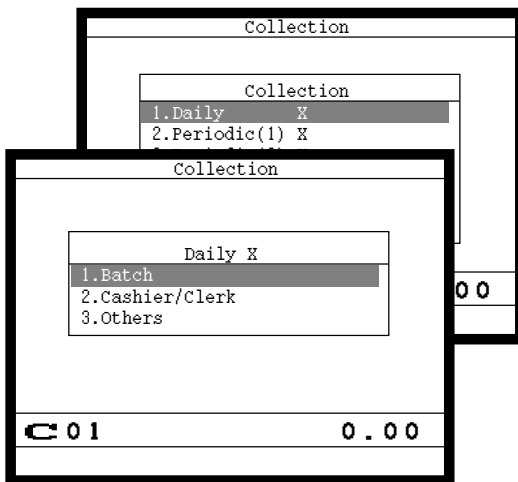 Collection
Collection
1.Daily X
2.Periodic(1) X
00
Collection
Daily X
1.Batch
2.Cashier/Clerk
3.Others
01 0.00